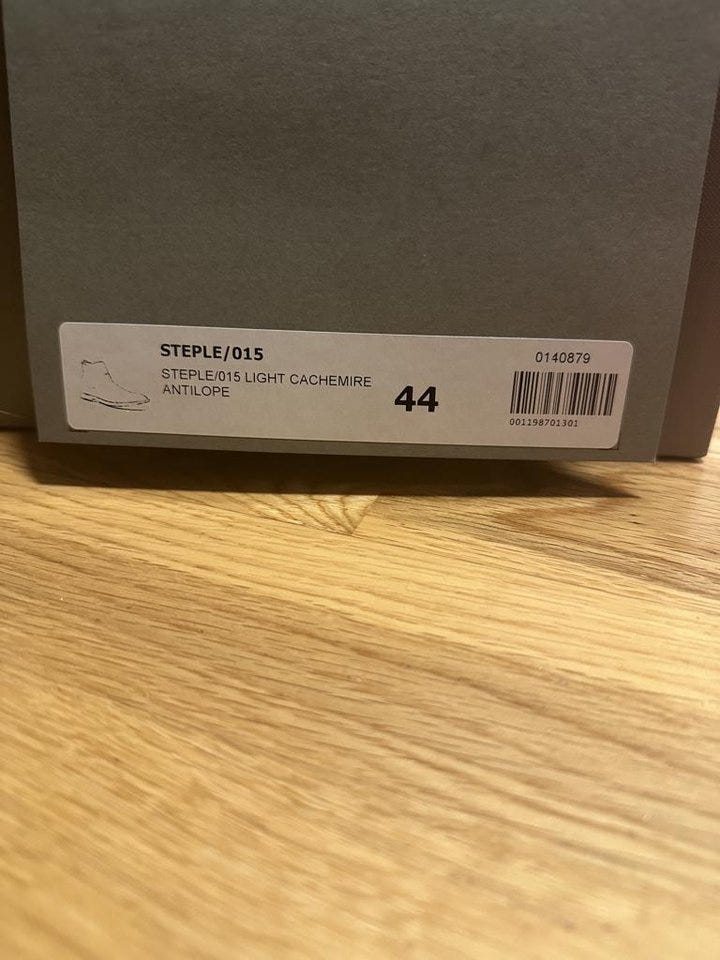 STEPLE/015
STEPLE/015 LIGHT CACHEMIRE
ANTILOPE
44
0140879
001198701301